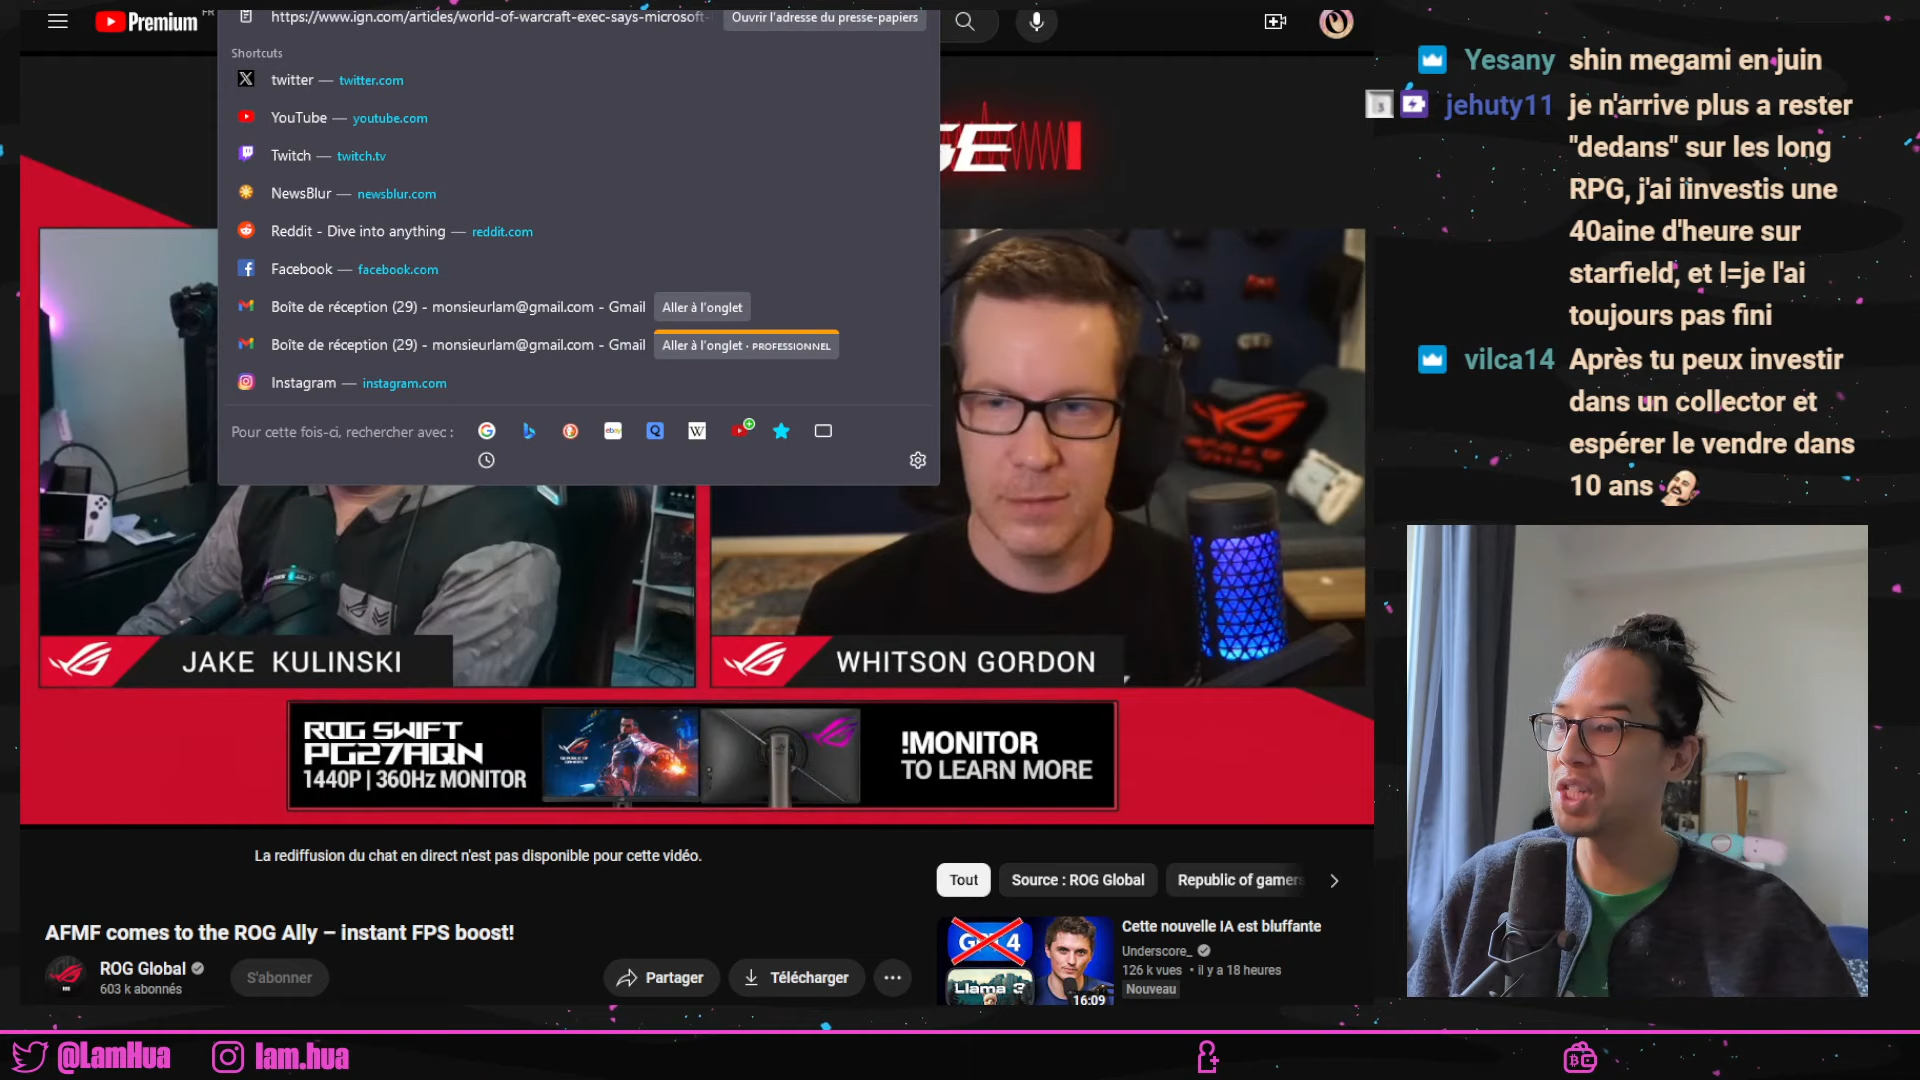 Premium FR
https://www.ign.com/articles/world-of-warcraft-exec-says-microsoft-
Ouvrir l'adresse du presse-papiers
Shortcuts
twitter — twitter.com
YouTube — youtube.com
Twitch — twitch.tv
NewsBlur — newsblur.com
Reddit - Dive into anything — reddit.com
Facebook — facebook.com
Boîte de réception (29) - monsieurlam@gmail.com - Gmail Aller à l'onglet
Boîte de réception (29) - monsieurlam@gmail.com - Gmail Aller à l'onglet · PROFESSIONNEL
Instagram — instagram.com
Pour cette fois-ci, rechercher avec :
JAKE KULINSKI
WHITSON GORDON
ROG SWIFT
PG27AQN
1440P | 360Hz MONITOR
!MONITOR
TO LEARN MORE
La rediffusion du chat en direct n'est pas disponible pour cette vidéo.
AFMF comes to the ROG Ally – instant FPS boost!
ROG Global
603 k abonnés
S'abonner
Partager
Télécharger
Tout
Source : ROG Global
Republic of gamers
Cette nouvelle IA est bluffante
Underscore_
126 k vues • il y a 18 heures
Nouveau
Llama 3
16:09
Yesany shin megami en juin
jehuty11 je n'arrive plus a rester
"dedans" sur les long
RPG, j'ai iinvestis une
40aine d'heure sur
starfield, et l=je l'ai
toujours pas fini
vilca14 Après tu peux investir
dans un collector et
espérer le vendre dans
10 ans
@LamHua
lam.hua